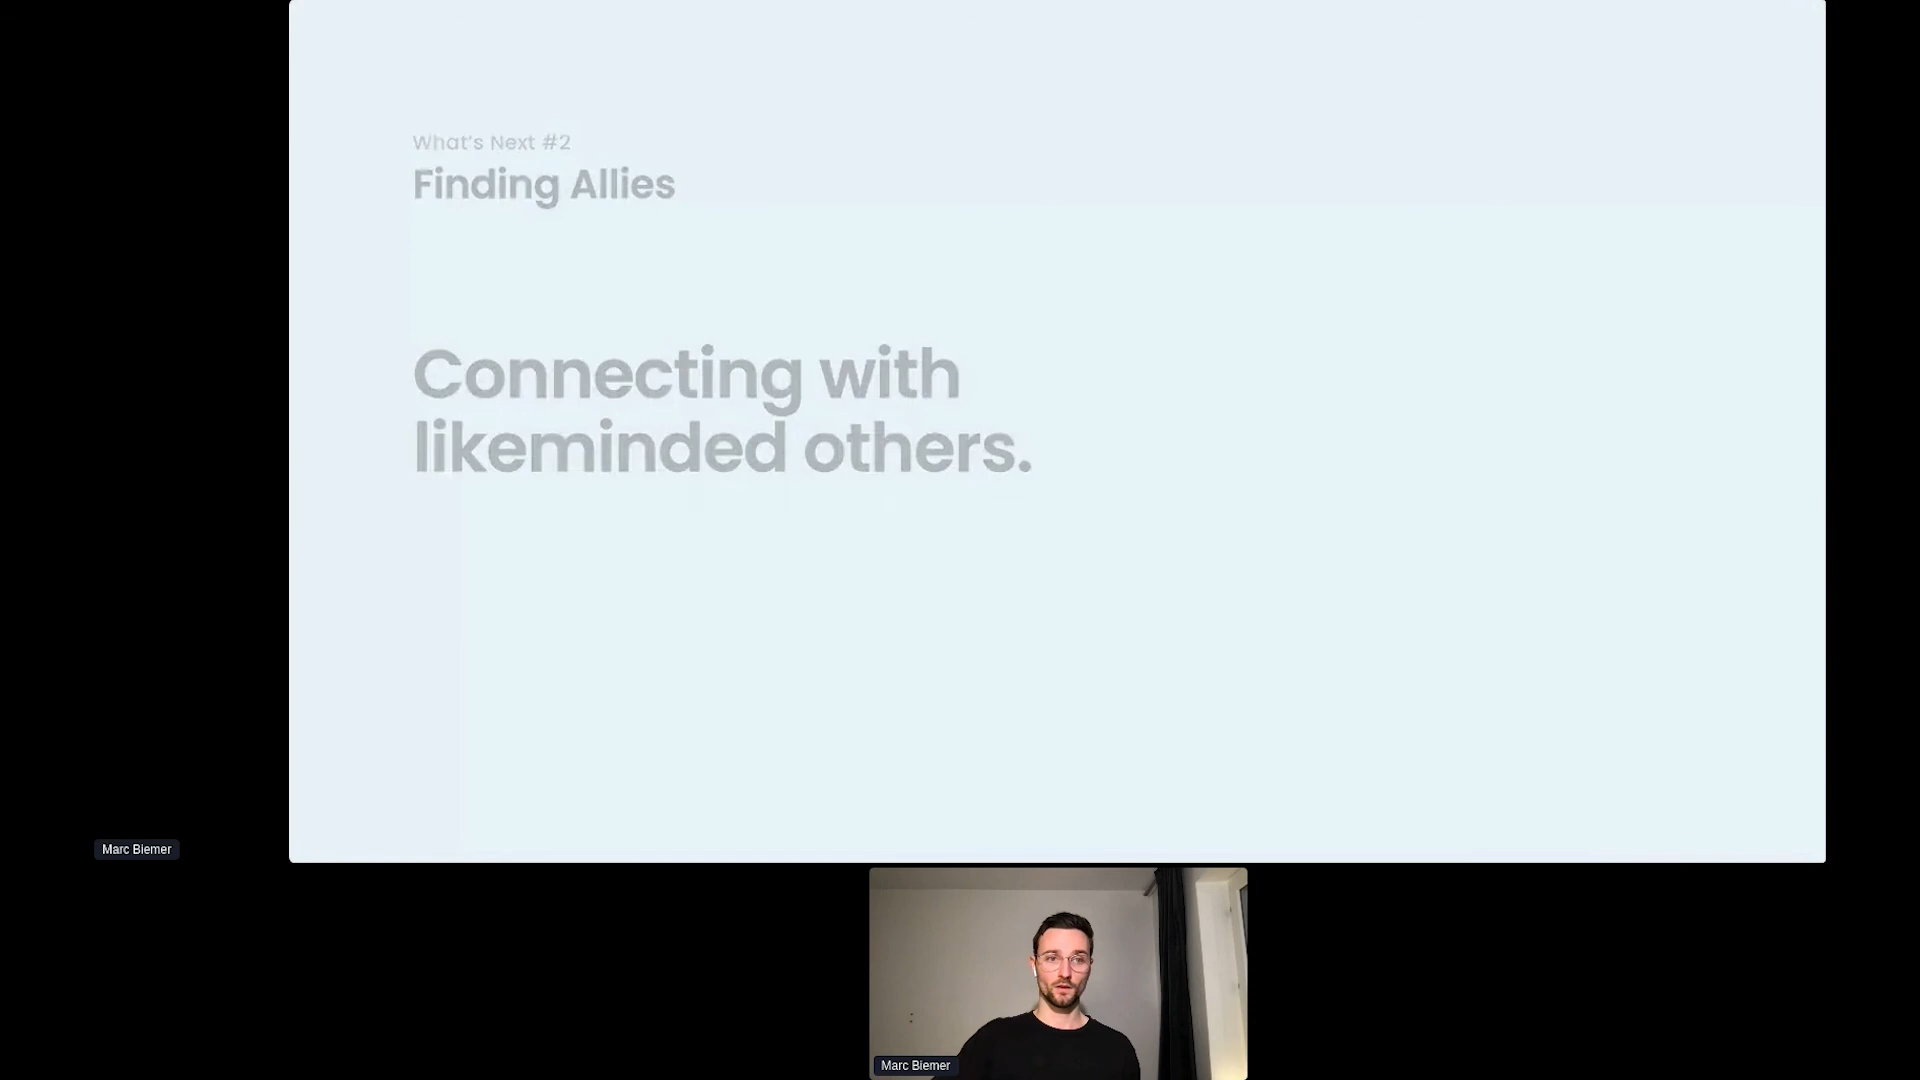 What's Next #2
Finding Allies
Connecting with
likeminded others.
Marc Biemer
Marc Biemer